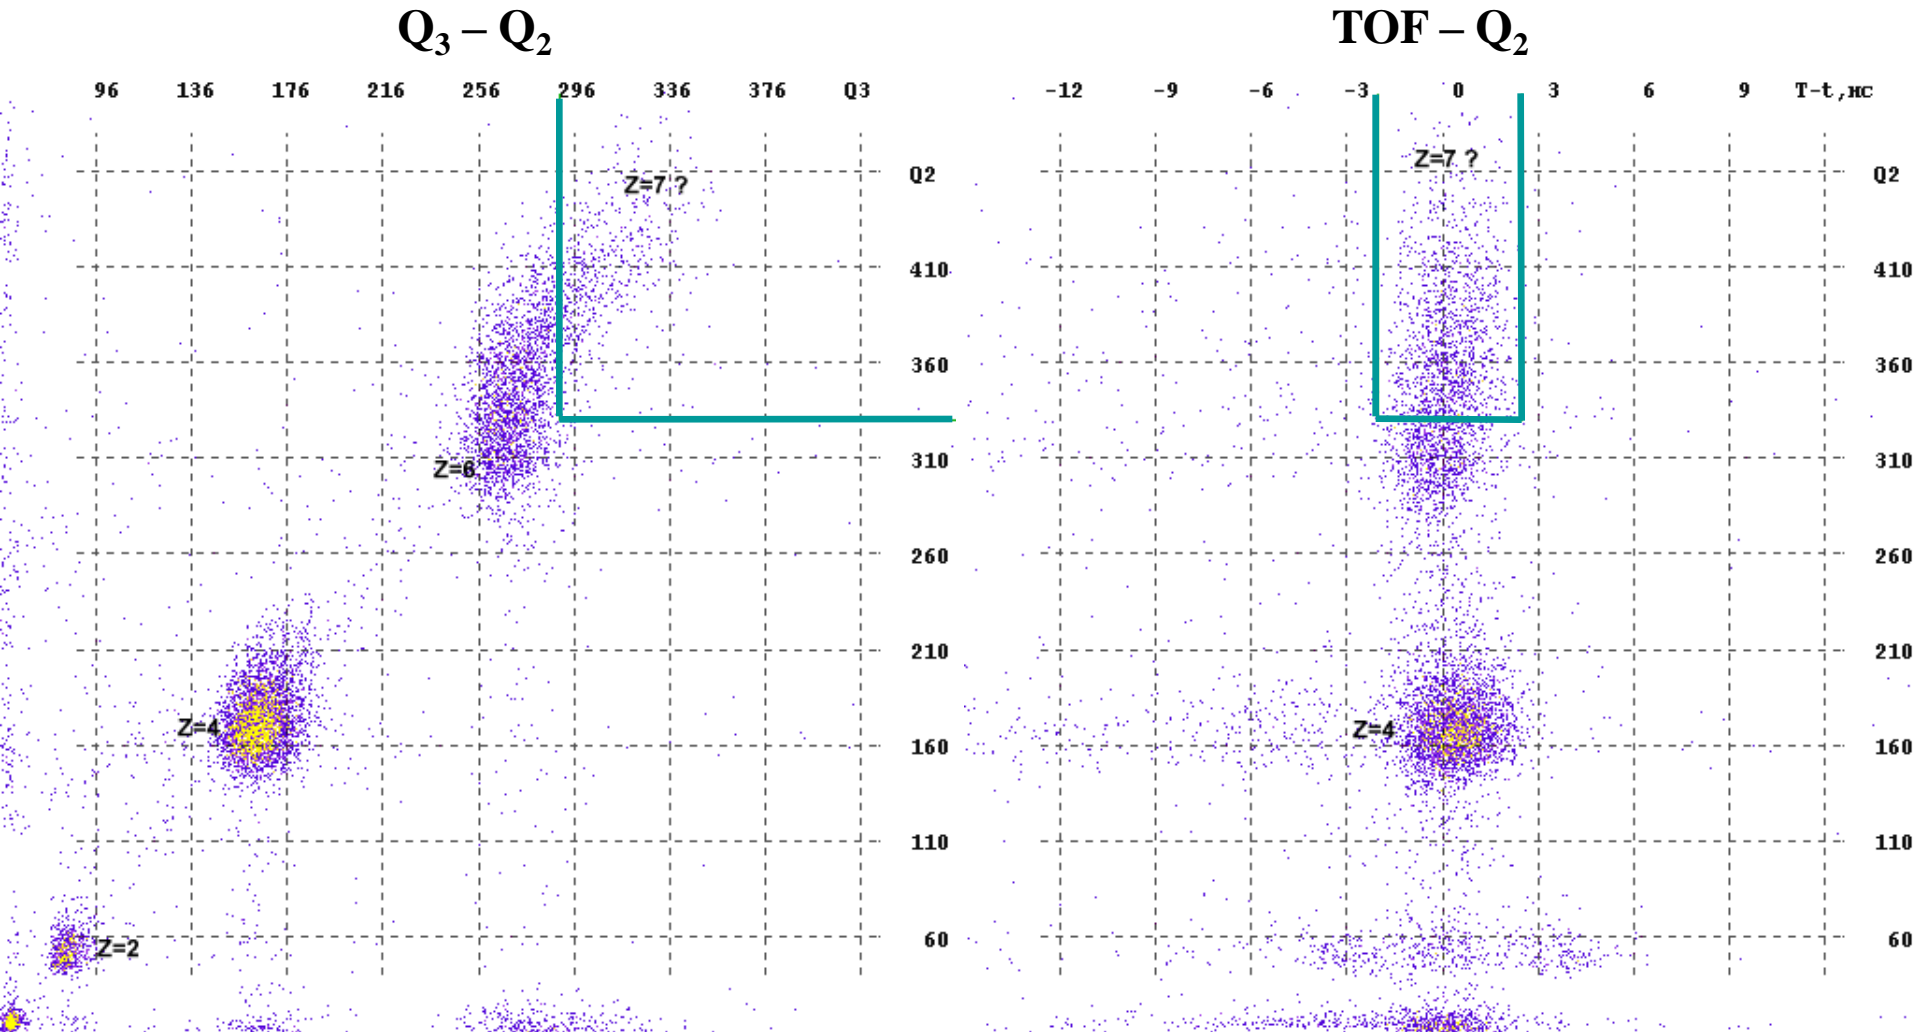 Q₃ – Q₂
TOF – Q₂
96 136 176 216 256 296 336 376 Q3
-12 -9 -6 -3 0 3 6 9 T-t,нс
Z=7 ?
Q2
410
360
310
260
210
160
110
60
Z=6
Z=4
Z=2
Z=7 ?
Q2
410
360
310
260
210
160
110
60
Z=4